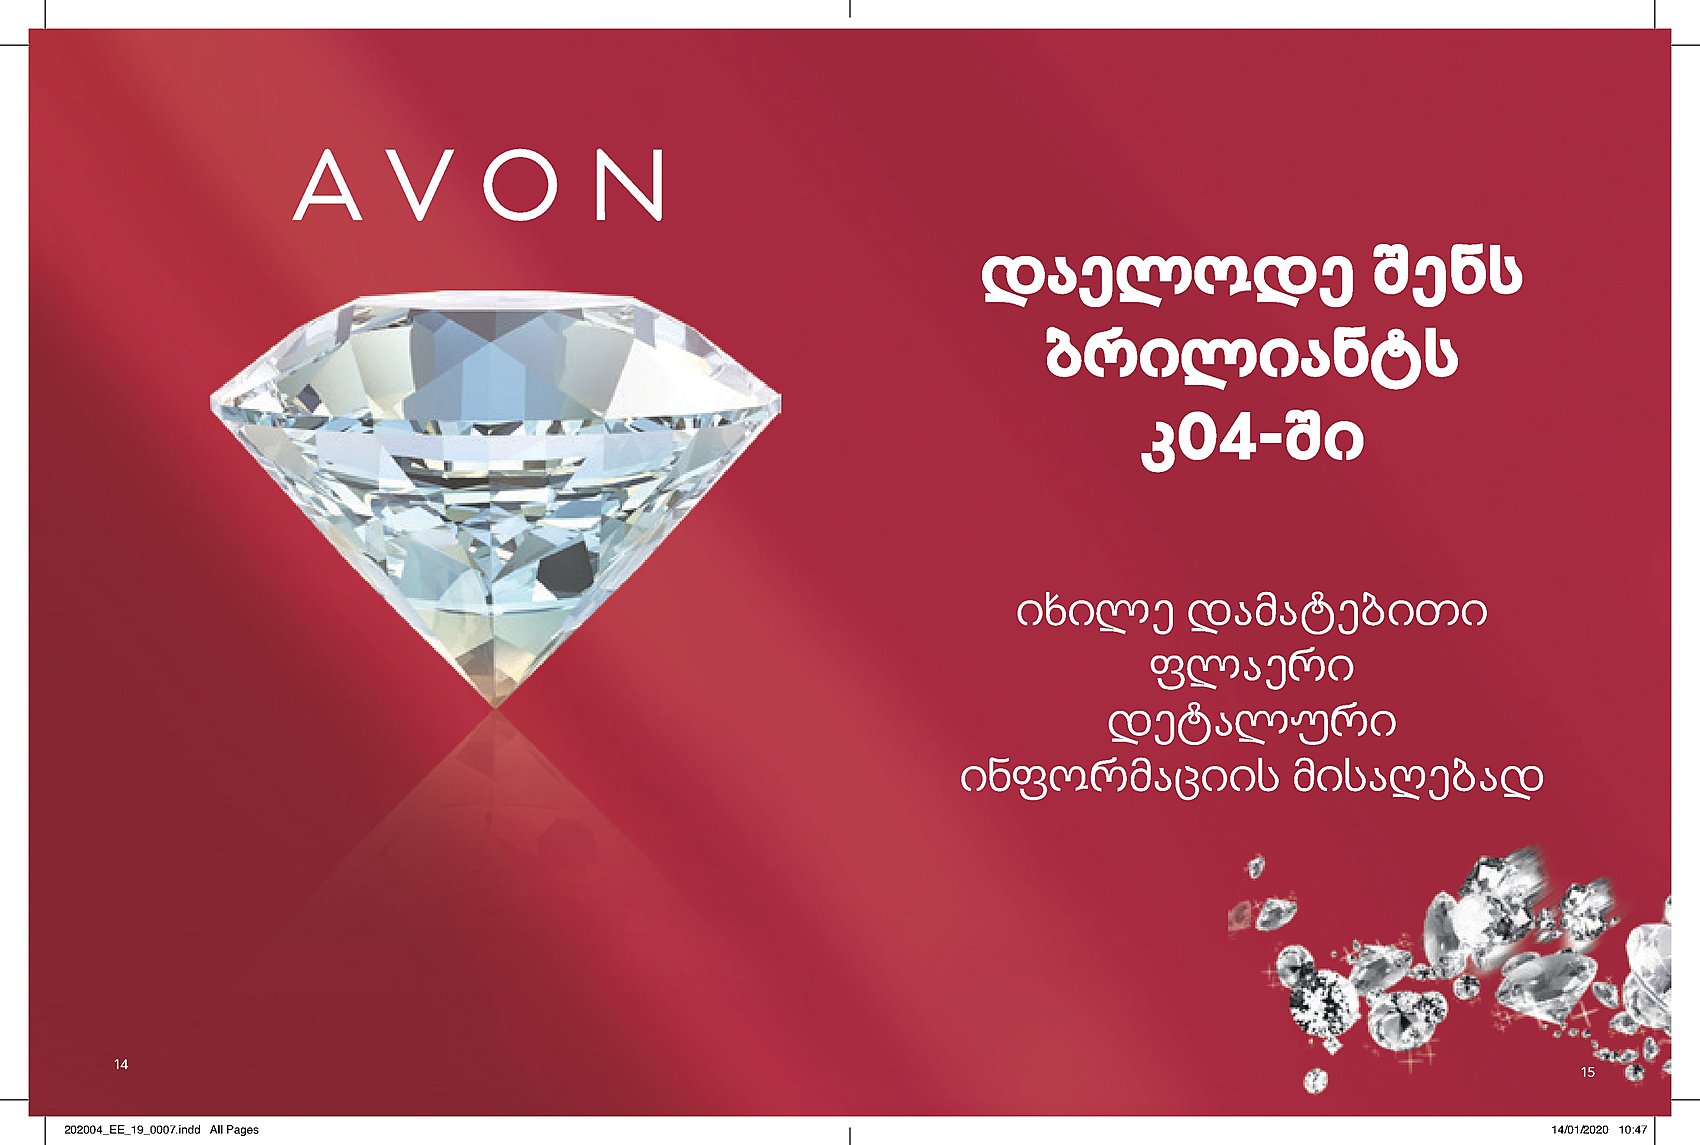 AVON
დაელოდე შენს
ბრილიანტს
კ04-ში
იხილე დამატებითი
ფლაერი
დეტალური
ინფორმაციის მისაღებად
14
15
202004_EE_19_0007.indd   All Pages
14/01/2020   10:47